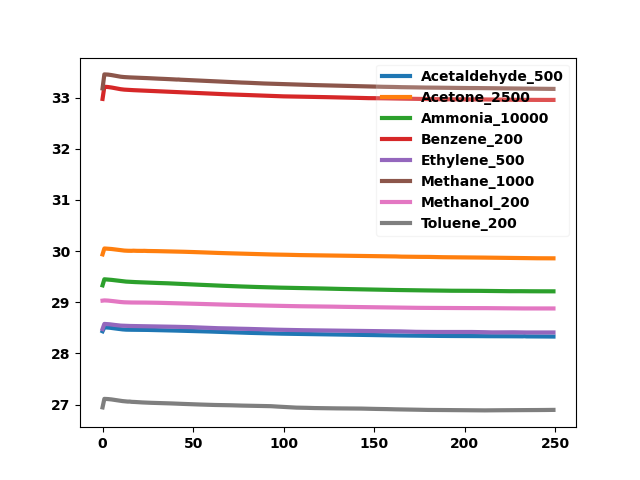 33
32
31
30
29
28
27
0 50 100 150 200 250
Acetaldehyde_500
Acetone_2500
Ammonia_10000
Benzene_200
Ethylene_500
Methane_1000
Methanol_200
Toluene_200